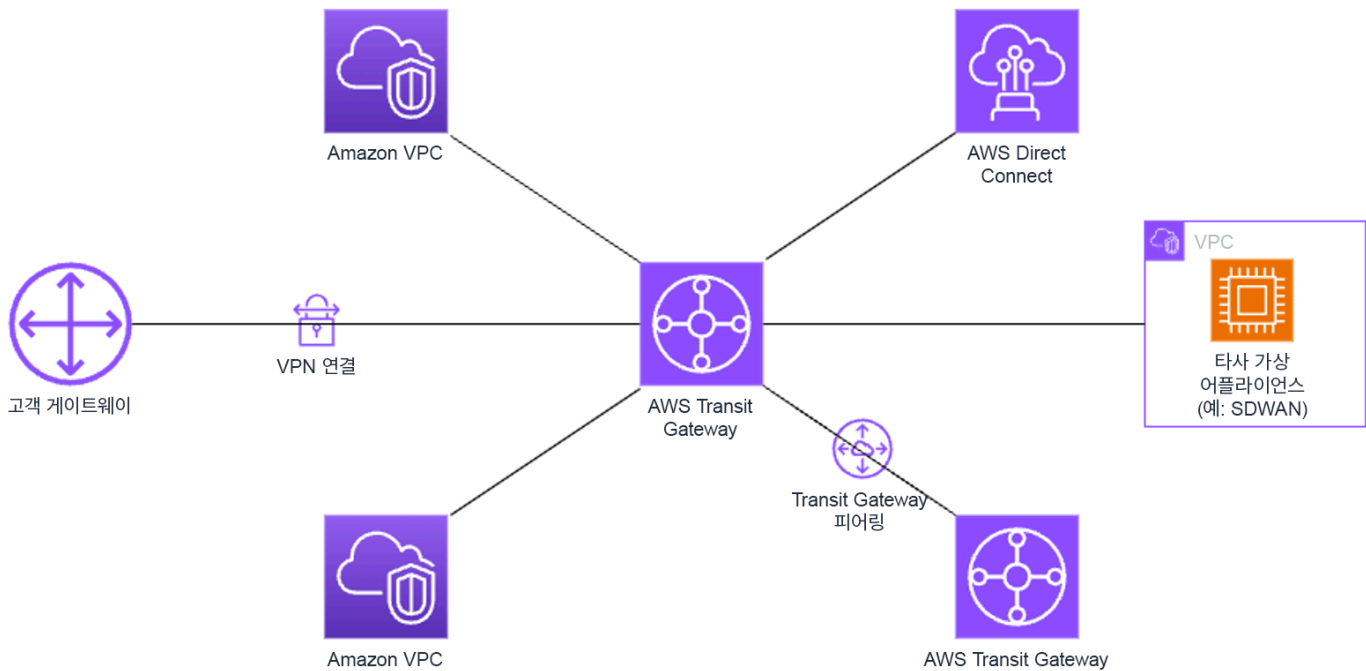 Amazon VPC
AWS Direct
Connect
VPC
타사 가상
어플라이언스
(예: SDWAN)
고객 게이트웨이
VPN 연결
AWS Transit
Gateway
Transit Gateway
피어링
Amazon VPC
AWS Transit Gateway